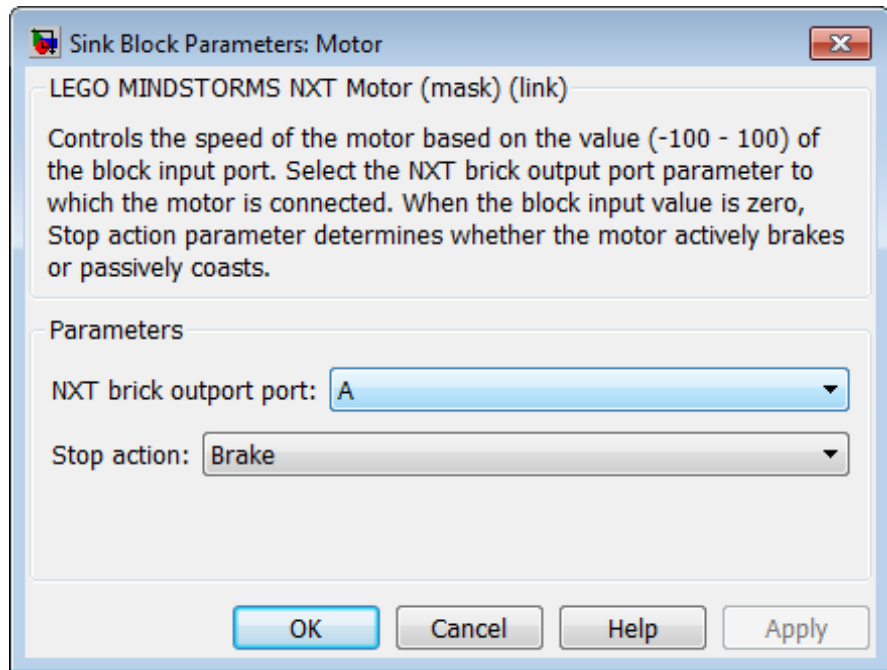 Sink Block Parameters: Motor
LEGO MINDSTORMS NXT Motor (mask) (link)
Controls the speed of the motor based on the value (-100 - 100) of
the block input port. Select the NXT brick output port parameter to
which the motor is connected. When the block input value is zero,
Stop action parameter determines whether the motor actively brakes
or passively coasts.
Parameters
NXT brick outport port: A
Stop action: Brake
OK Cancel Help Apply